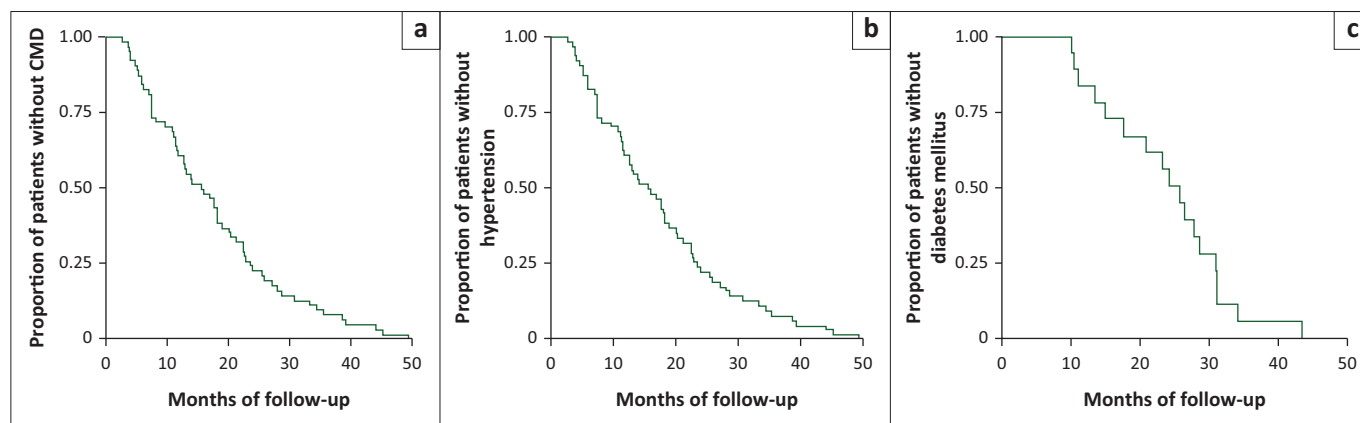 a
Proportion of patients without CMD
1.00
0.75
0.50
0.25
0
0 10 20 30 40 50
Months of follow-up
b
Proportion of patients without
hypertension
1.00
0.75
0.50
0.25
0
0 10 20 30 40 50
Months of follow-up
c
Proportion of patients without
diabetes mellitus
1.00
0.75
0.50
0.25
0
0 10 20 30 40 50
Months of follow-up